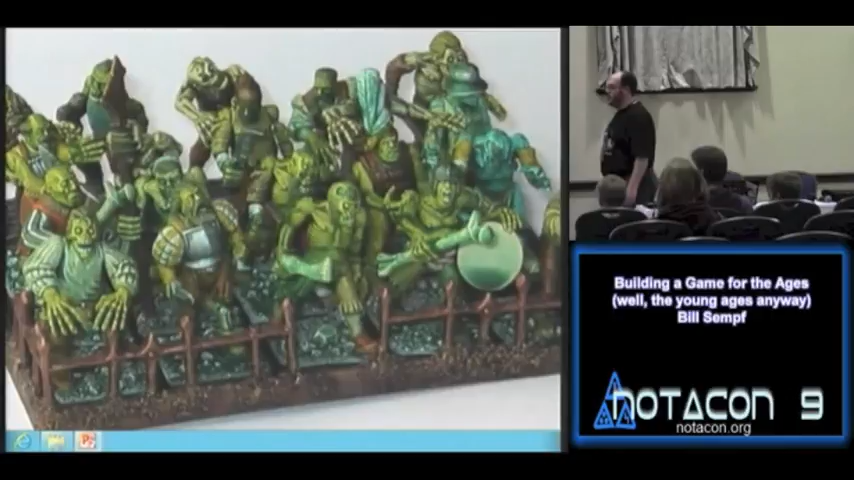 Building a Game for the Ages
(well, the young ages anyway)
Bill Sempf
NOTACON 9
notacon.org